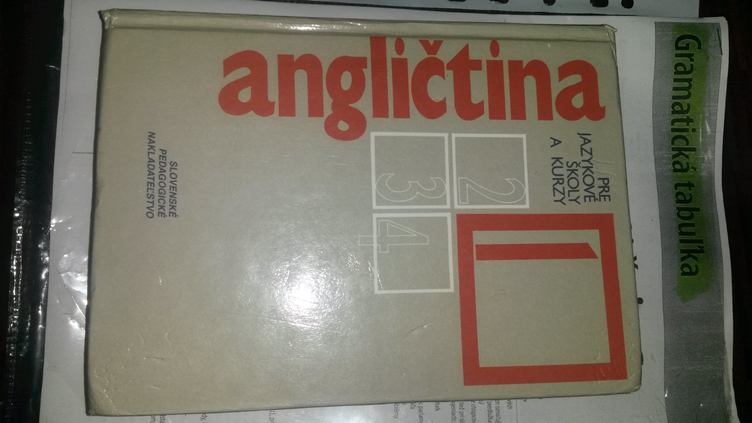 angličtina
PRE
JAZYKOVÉ
ŠKOLY
A KURZY
1
2
3
4
SLOVENSKÉ
PEDAGOGICKÉ
NAKLADATEĽSTVO
Gramatická tabuľka